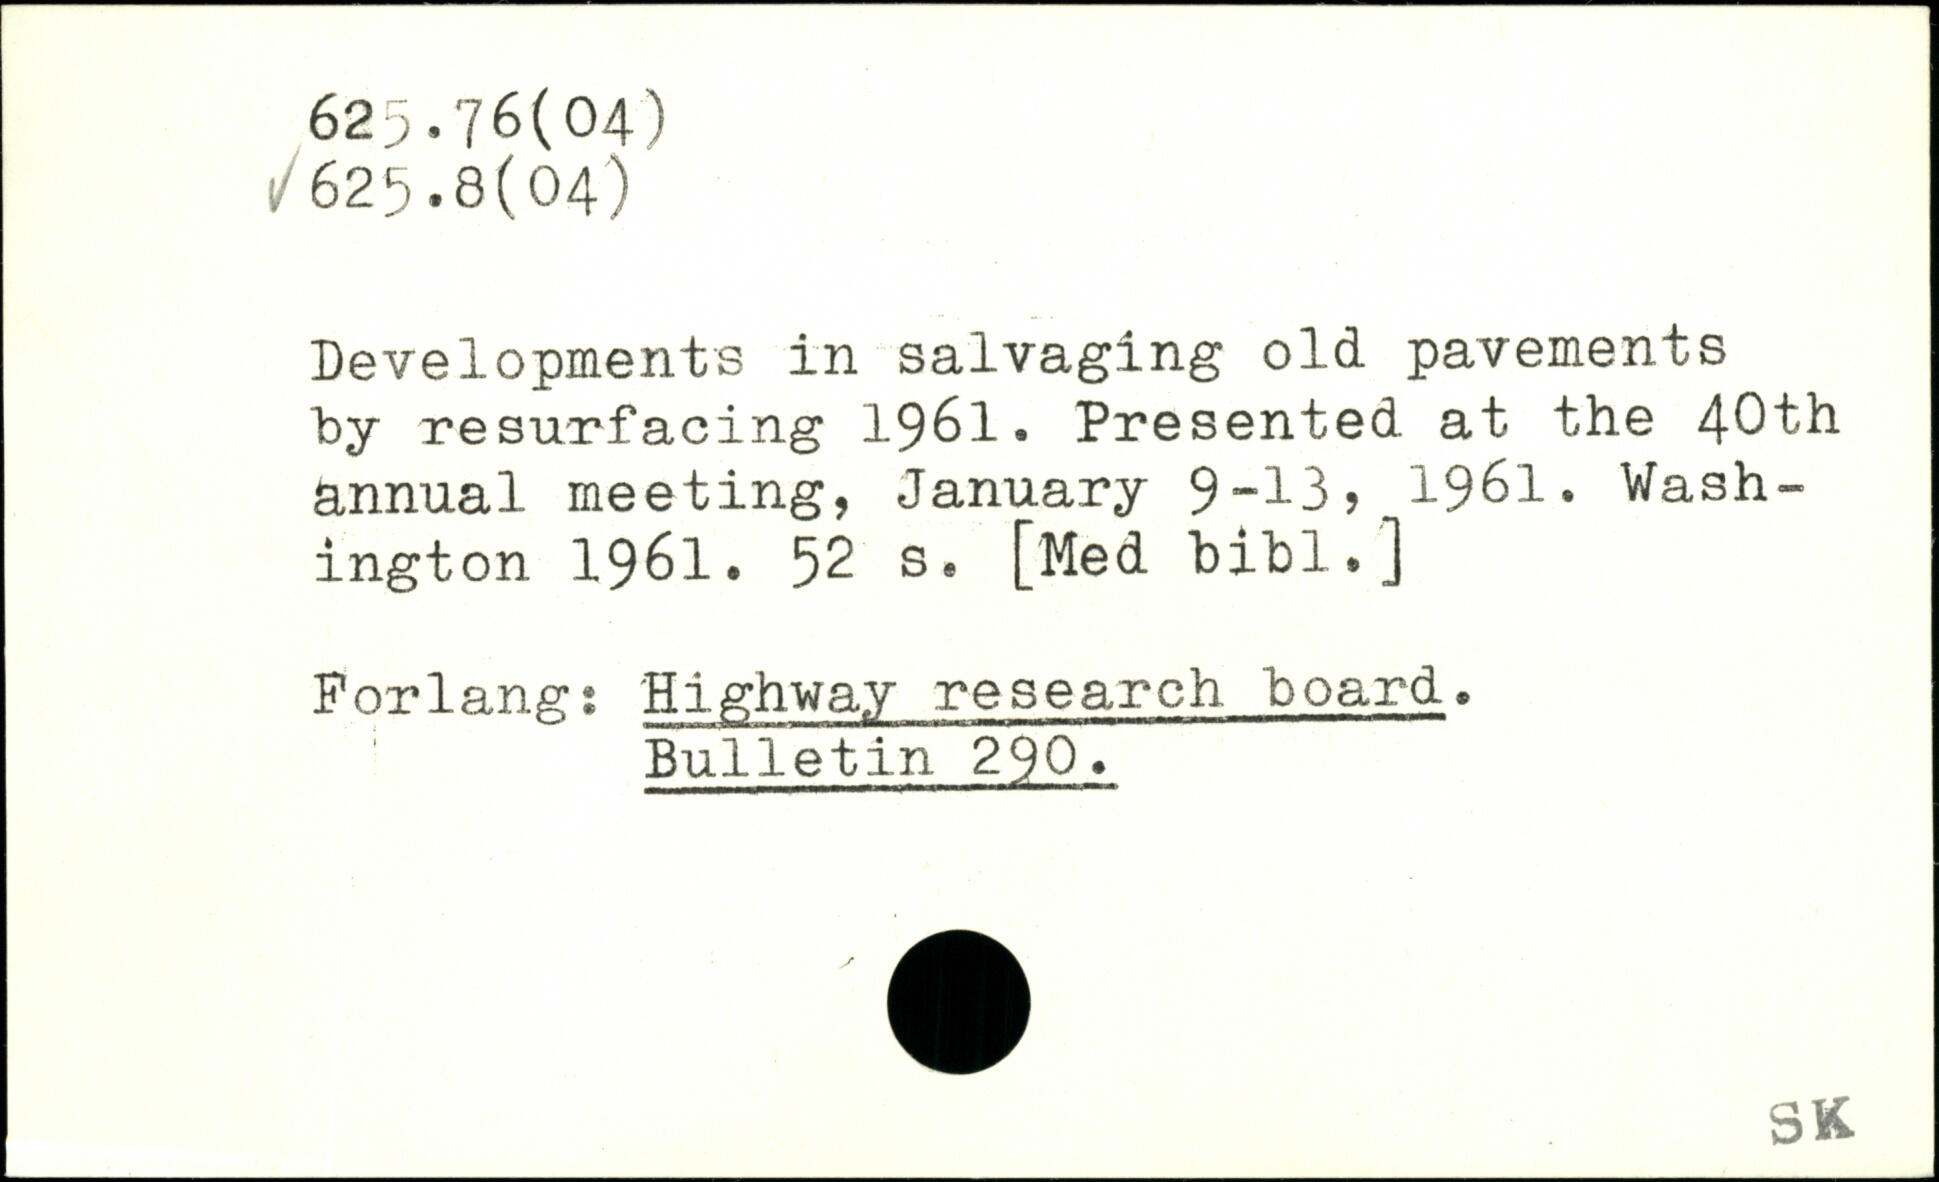 625.76(04)
✓625.8(04)
Developments in salvaging old pavements
by resurfacing 1961. Presented at the 40th
annual meeting, January 9-13, 1961. Wash-
ington 1961. 52 s. [Med bibl.]
Forlang: Highway research board.
Bulletin 290.
SK